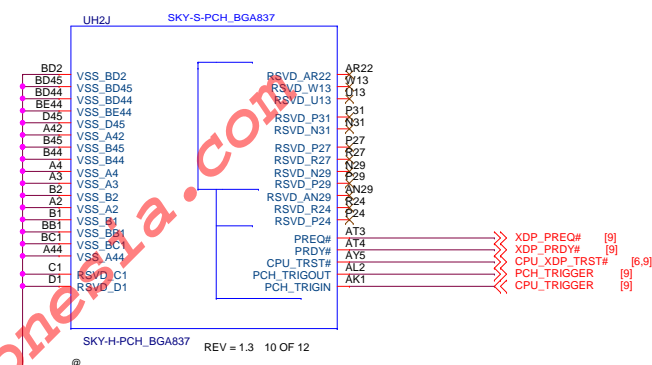 UH2J SKY-S-PCH_BGA837
BD2 VSS_BD2 RSVD_AR22 AR22
BD45 VSS_BD45 RSVD_W13 W13
BD44 VSS_BD44 RSVD_U13 U13
BE44 VSS_BE44
D45 VSS_D45 RSVD_P31 P31
A42 VSS_A42 RSVD_N31 N31
B45 VSS_B45
B44 VSS_B44 RSVD_P27 P27
A4 VSS_A4 RSVD_R27 R27
A3 VSS_A3 RSVD_N29 N29
B2 VSS_B2 RSVD_P29 P29
A2 VSS_A2 RSVD_AN29 AN29
B1 VSS_B1 RSVD_R24 R24
BB1 VSS_BB1 RSVD_P24 P24
BC1 VSS_BC1
A44 VSS_A44
C1 RSVD_C1
D1 RSVD_D1
PREQ# AT3 XDP_PREQ# [9]
PRDY# AT4 XDP_PRDY# [9]
CPU_TRST# AY5 CPU_XDP_TRST# [6,9]
PCH_TRIGOUT AL2 PCH_TRIGGER [9]
PCH_TRIGIN AK1 CPU_TRIGGER [9]
SKY-H-PCH_BGA837 REV = 1.3 10 OF 12
@
onesia.com